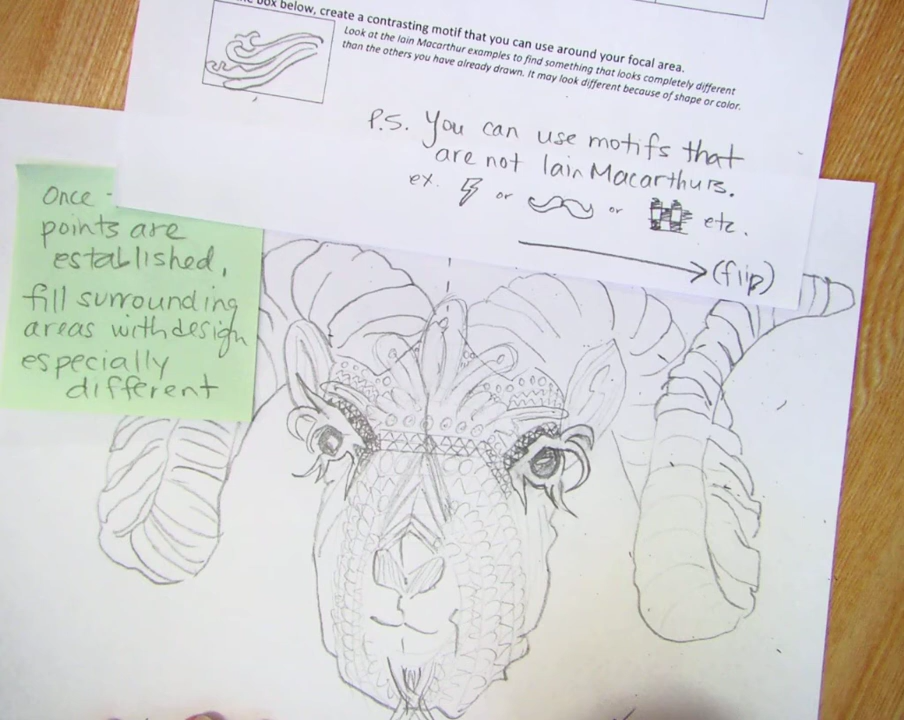 box below, create a contrasting motif that you can use around your focal area.
Look at the Iain Macarthur examples to find something that looks completely different
than the others you have already drawn. It may look different because of shape or color.
P.S. You can use motifs that
are not Iain Macarthurs.
ex. or or etc.
(flip)
Once -
points are
established,
fill surrounding
areas with design
especially
different